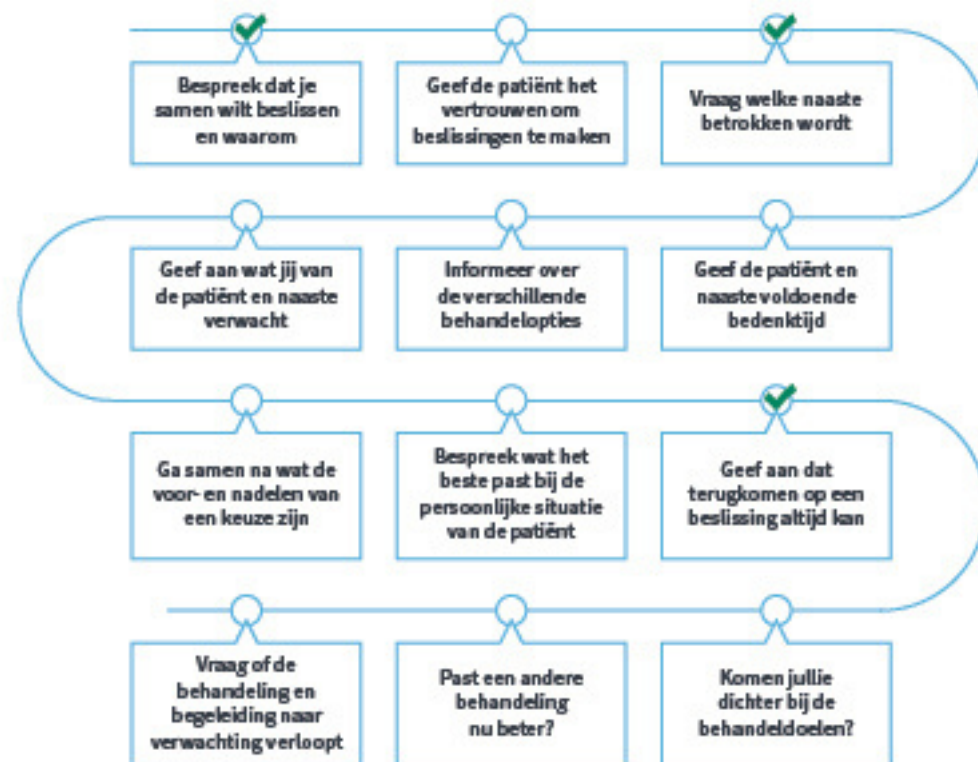 Bespreek dat je
samen wilt beslissen
en waarom
Geef de patiënt het
vertrouwen om
beslissingen te maken
Vraag welke naaste
betrokken wordt
Geef aan wat jij van
de patiënt en naaste
verwacht
Informeer over
de verschillende
behandelopties
Geef de patiënt en
naaste voldoende
bedenktijd
Ga samen na wat de
voor- en nadelen van
een keuze zijn
Bespreek wat het
beste past bij de
persoonlijke situatie
van de patiënt
Geef aan dat
terugkomen op een
beslissing altijd kan
Vraag of de
behandeling en
begeleiding naar
verwachting verloopt
Past een andere
behandeling
nu beter?
Komen jullie
dichter bij de
behandeldoelen?